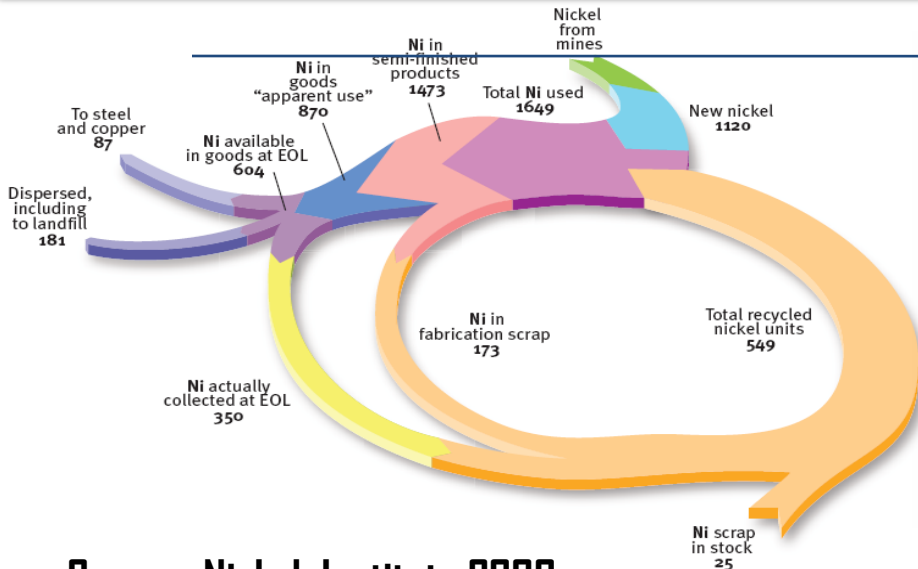 Nickel
from
mines
Ni in
semi-finished
products
1473
Ni in
goods
"apparent use"
870
Total Ni used
1649
New nickel
1120
To steel
and copper
87
Ni available
in goods at EOL
604
Dispersed,
including
to landfill
181
Ni in
fabrication scrap
173
Total recycled
nickel units
549
Ni actually
collected at EOL
350
Ni scrap
in stock
25